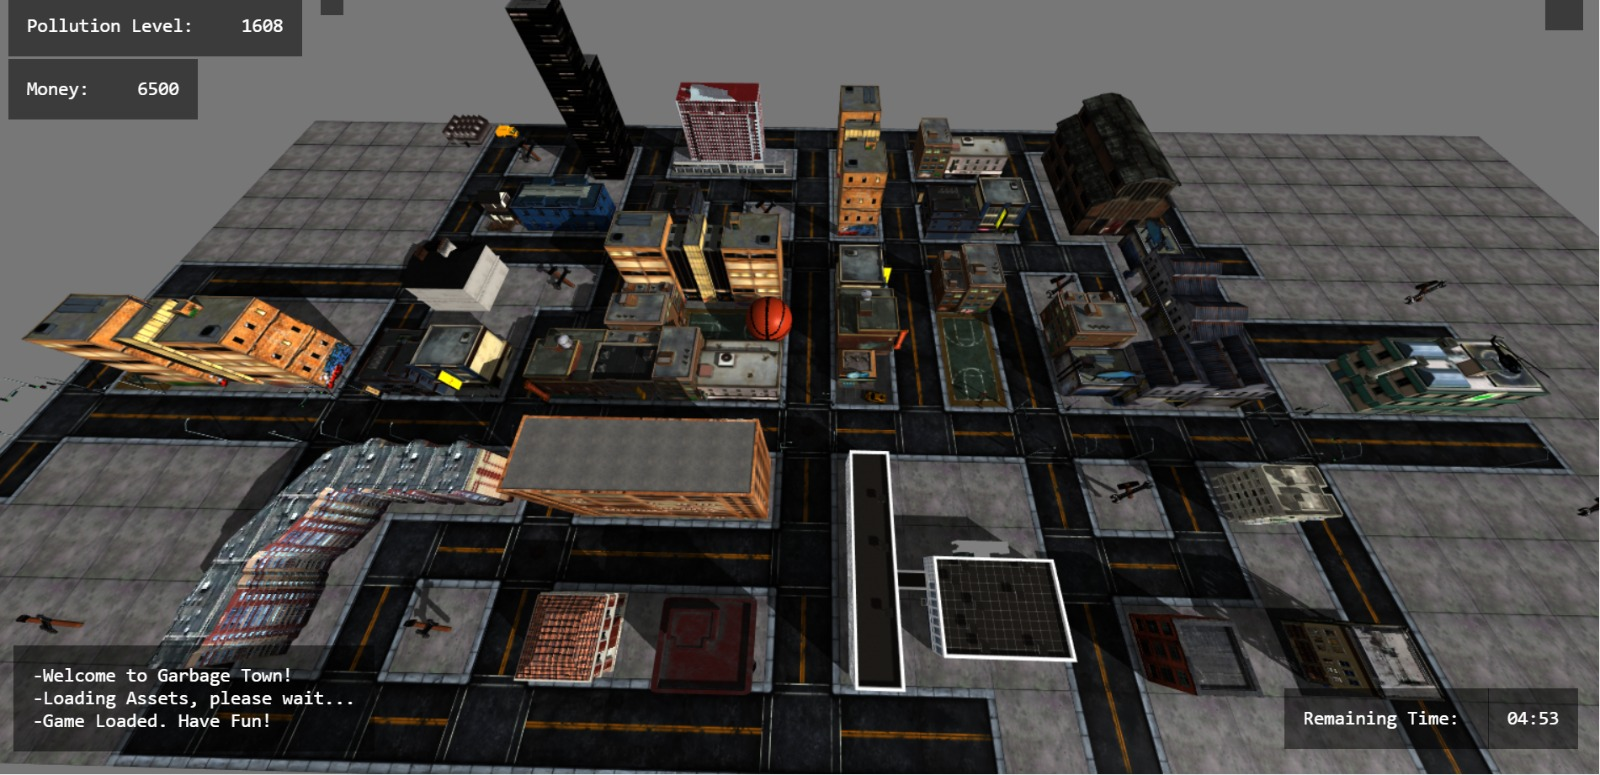 Pollution Level: 1608
Money: 6500
-Welcome to Garbage Town!
-Loading Assets, please wait...
-Game Loaded. Have Fun!
Remaining Time: 04:53